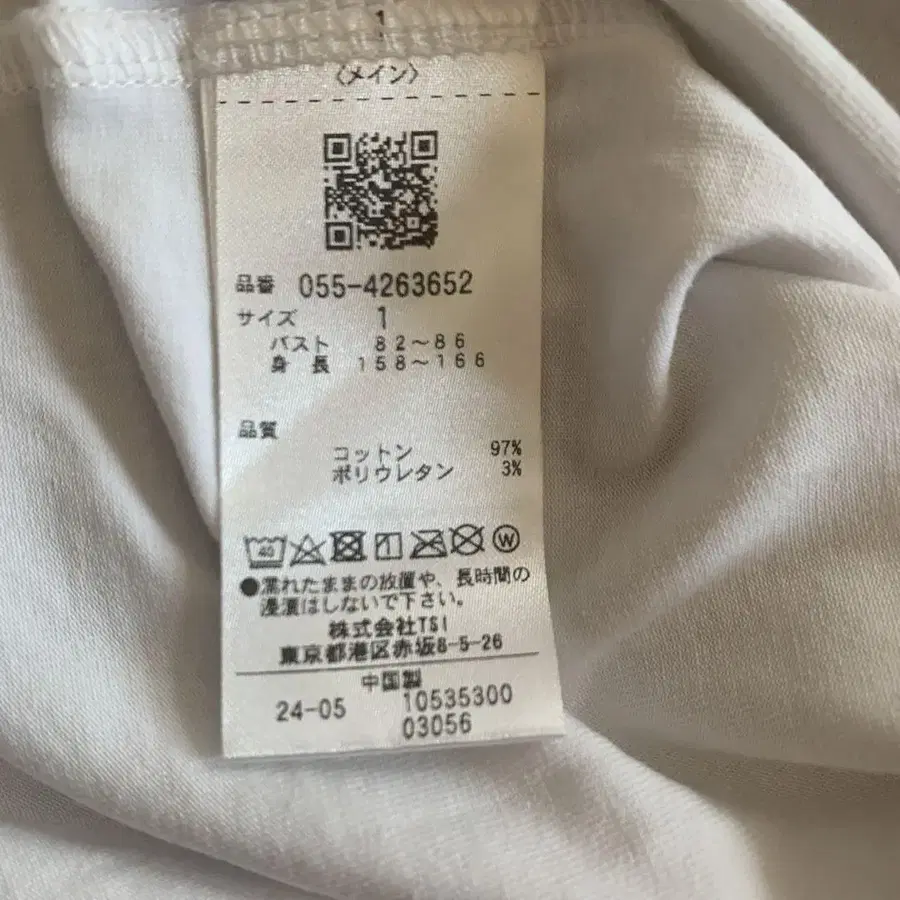 1
〈メイン〉
品番 055-4263652
サイズ 1
バスト 82～86
身 長 158～166
品質
コットン 97%
ポリウレタン 3%
40 W
●濡れたままの放置や、長時間の
浸漬はしないで下さい。
株式会社TSI
東京都港区赤坂8-5-26
中国製
24-05 10535300
03056